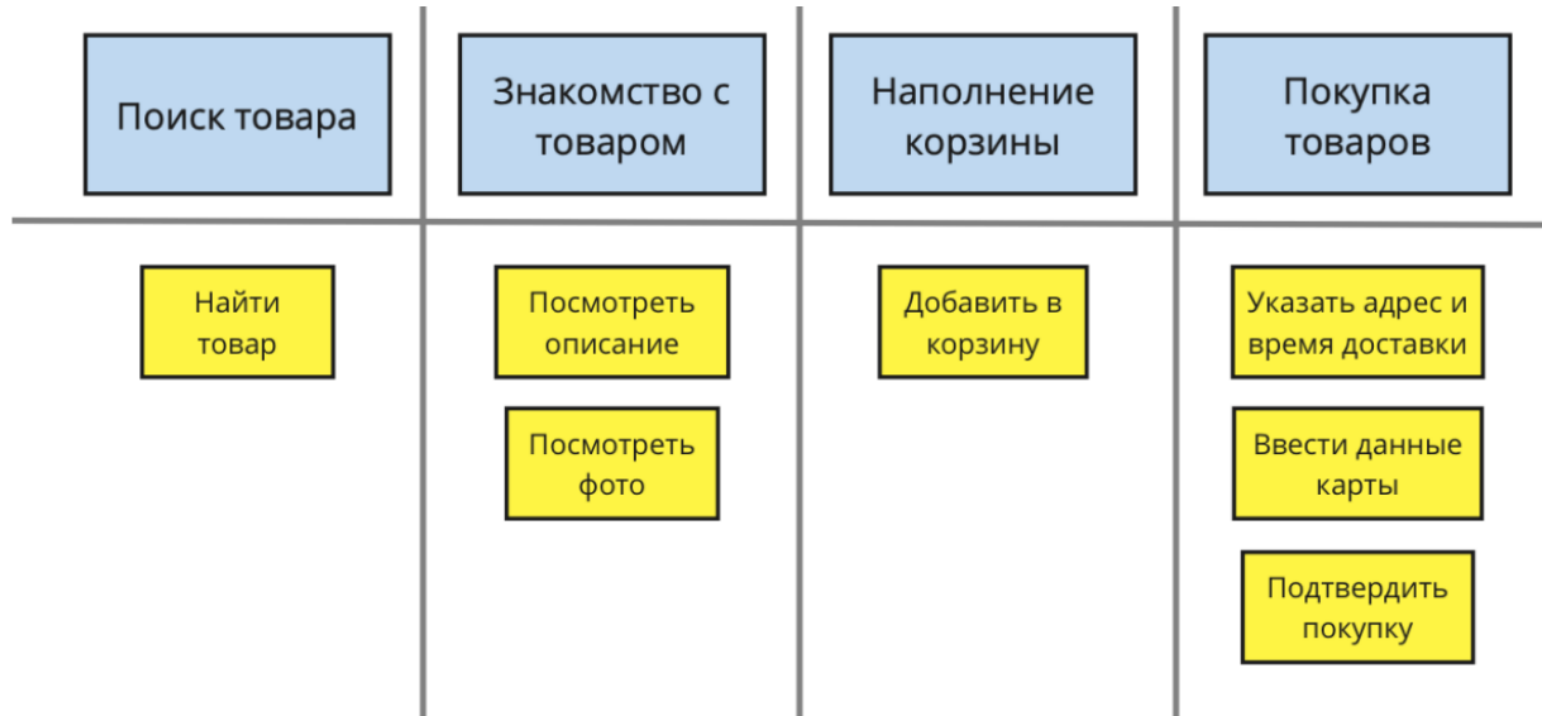 Поиск товара
Знакомство с
товаром
Наполнение
корзины
Покупка
товаров
Найти
товар
Посмотреть
описание
Посмотреть
фото
Добавить в
корзину
Указать адрес и
время доставки
Ввести данные
карты
Подтвердить
покупку